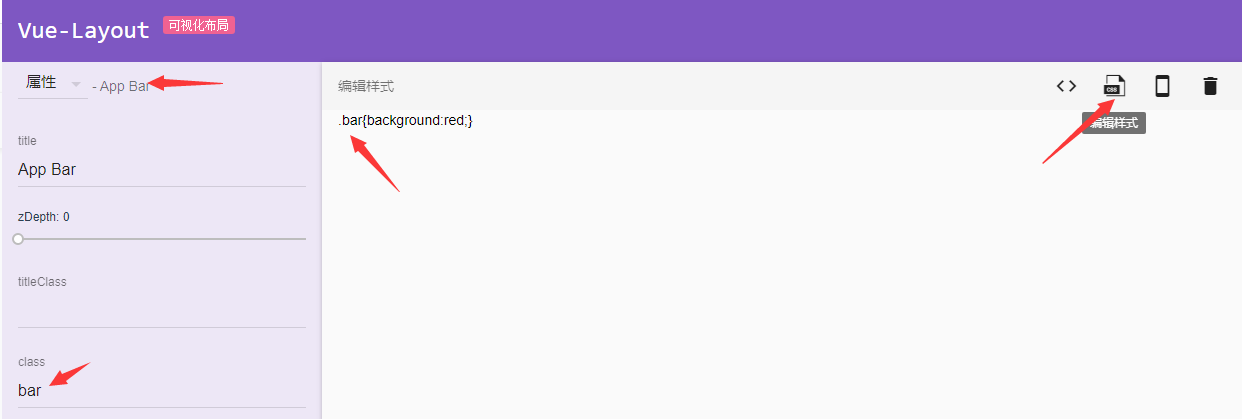 Vue-Layout 可视化布局
属性 - App Bar
title
App Bar
zDepth: 0
titleClass
class
bar
编辑样式
CSS
编辑样式
.bar{background:red;}